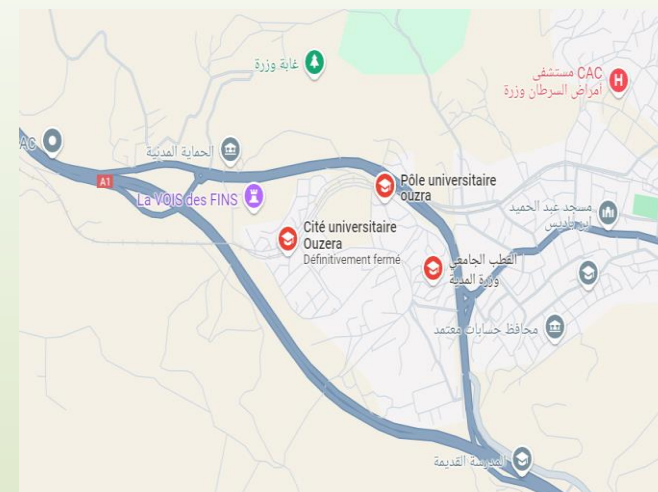 غابة وزرة
CAC مستشفى
أمراض السرطان وزرة
AC
الحماية المدنية
A1
La VOIS des FINS
Pôle universitaire
ouzra
مسجد عبد الحميد
ابن باديس
Cité universitaire
Ouzera
Définitivement fermé
القطب الجامعي
وزرة المدية
محافظ حسابات معتمد
المدرسة القديمة